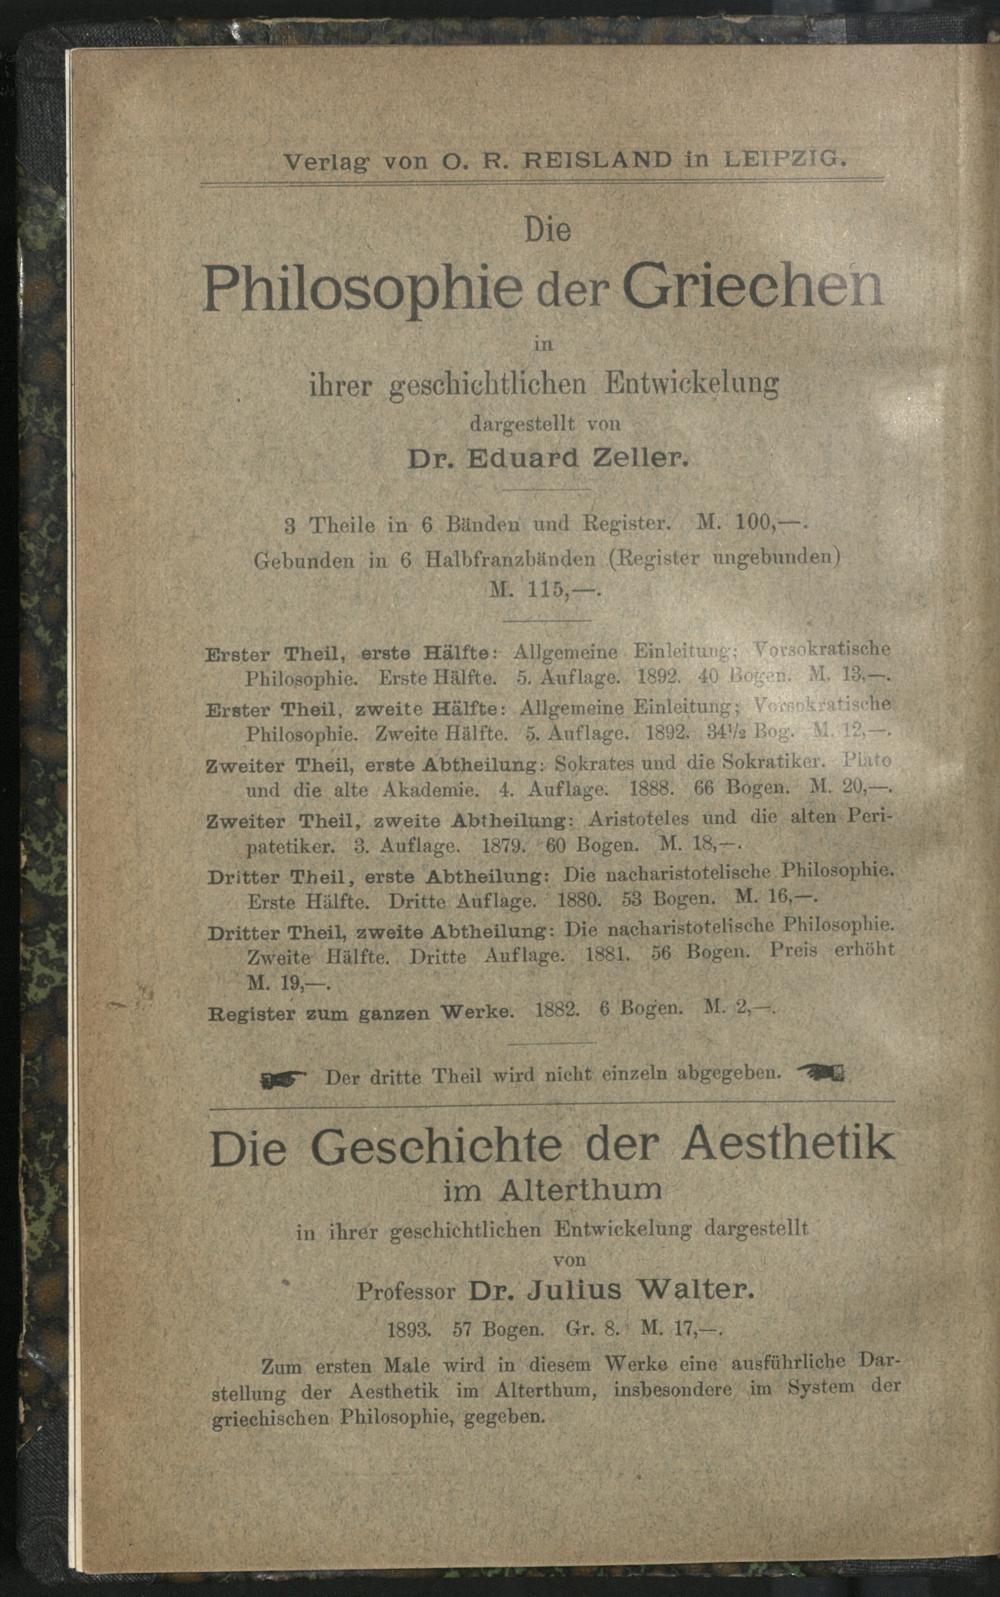 Verlag von O. R. REISLAND in LEIPZIG.
Die
Philosophie der Griechen
in
ihrer geschichtlichen Entwickelung
dargestellt von
Dr. Eduard Zeller.
3 Theile in 6 Bänden und Register. M. 100,—.
Gebunden in 6 Halbfranzbänden (Register ungebunden)
M. 115,—.
Erster Theil, erste Hälfte: Allgemeine Einleitung; Vorsokratische
Philosophie. Erste Hälfte. 5. Auflage. 1892. 40 Bogen. M. 13,—.
Erster Theil, zweite Hälfte: Allgemeine Einleitung; Vorsokratische
Philosophie. Zweite Hälfte. 5. Auflage. 1892. 34½ Bog. M. 12,—.
Zweiter Theil, erste Abtheilung: Sokrates und die Sokratiker. Plato
und die alte Akademie. 4. Auflage. 1888. 66 Bogen. M. 20,—.
Zweiter Theil, zweite Abtheilung: Aristoteles und die alten Peri-
patetiker. 3. Auflage. 1879. 60 Bogen. M. 18,—.
Dritter Theil, erste Abtheilung: Die nacharistotelische Philosophie.
Erste Hälfte. Dritte Auflage. 1880. 53 Bogen. M. 16,—.
Dritter Theil, zweite Abtheilung: Die nacharistotelische Philosophie.
Zweite Hälfte. Dritte Auflage. 1881. 56 Bogen. Preis erhöht
M. 19,—.
Register zum ganzen Werke. 1882. 6 Bogen. M. 2,—.
Der dritte Theil wird nicht einzeln abgegeben.
Die Geschichte der Aesthetik
im Alterthum
in ihrer geschichtlichen Entwickelung dargestellt
von
Professor Dr. Julius Walter.
1893. 57 Bogen. Gr. 8. M. 17,—.
Zum ersten Male wird in diesem Werke eine ausführliche Dar-
stellung der Aesthetik im Alterthum, insbesondere im System der
griechischen Philosophie, gegeben.